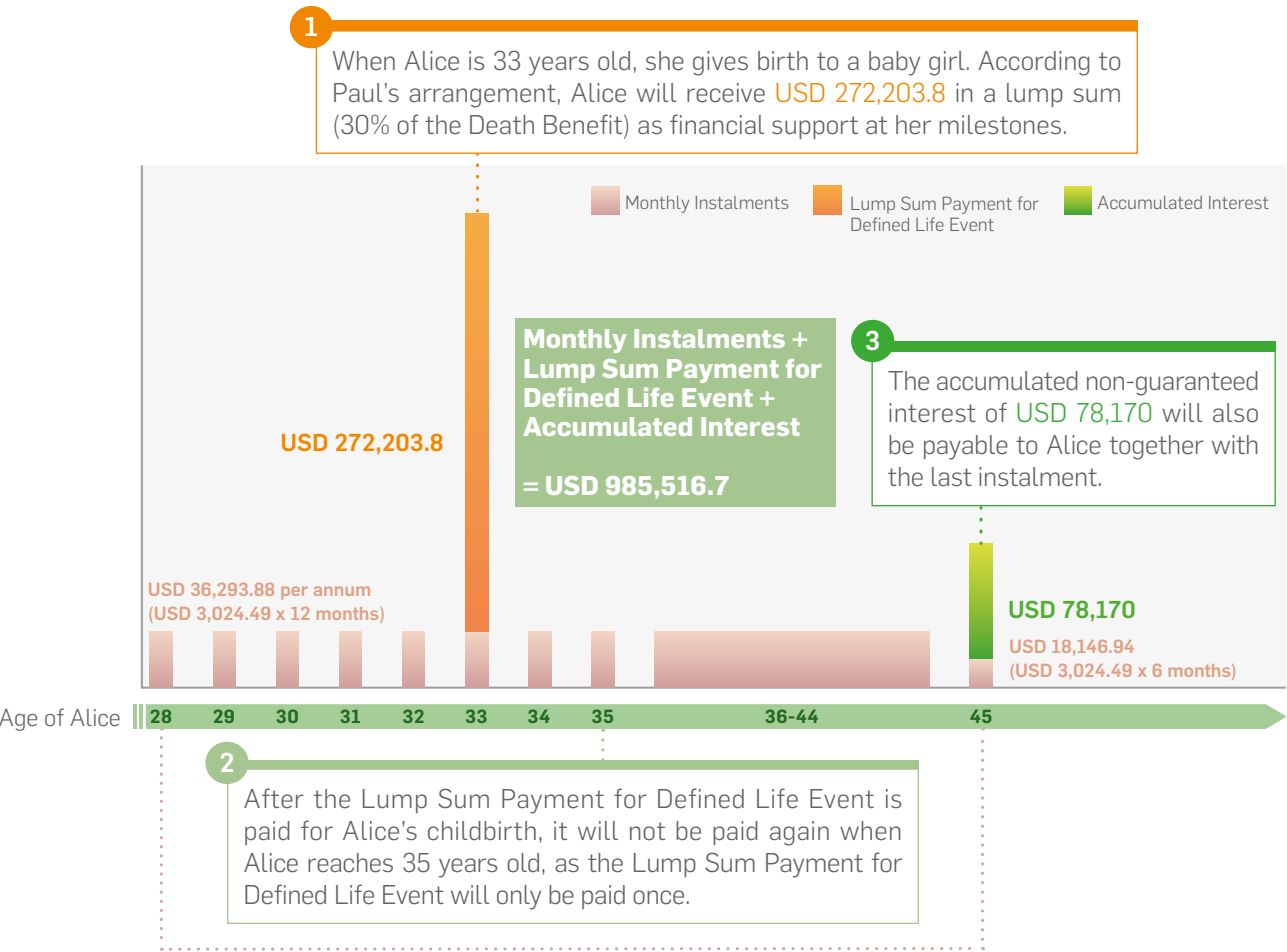 1
When Alice is 33 years old, she gives birth to a baby girl. According to
Paul's arrangement, Alice will receive USD 272,203.8 in a lump sum
(30% of the Death Benefit) as financial support at her milestones.
Monthly Instalments
Lump Sum Payment for
Defined Life Event
Accumulated Interest
Monthly Instalments +
Lump Sum Payment for
Defined Life Event +
Accumulated Interest
= USD 985,516.7
3
The accumulated non-guaranteed
interest of USD 78,170 will also
be payable to Alice together with
the last instalment.
USD 272,203.8
USD 36,293.88 per annum
(USD 3,024.49 x 12 months)
USD 78,170
USD 18,146.94
(USD 3,024.49 x 6 months)
Age of Alice 28 29 30 31 32 33 34 35 36-44 45
2
After the Lump Sum Payment for Defined Life Event is
paid for Alice's childbirth, it will not be paid again when
Alice reaches 35 years old, as the Lump Sum Payment for
Defined Life Event will only be paid once.